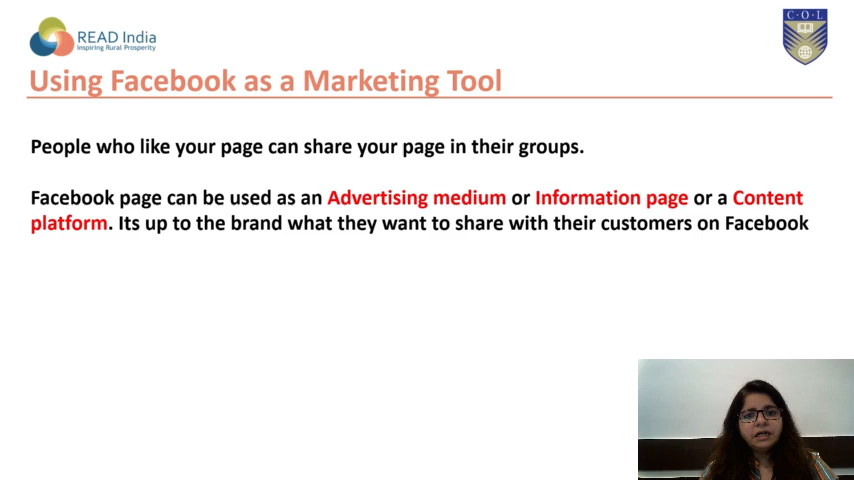 READ India
Inspiring Rural Prosperity
C·O·L
Using Facebook as a Marketing Tool
People who like your page can share your page in their groups.
Facebook page can be used as an Advertising medium or Information page or a Content
platform. Its up to the brand what they want to share with their customers on Facebook